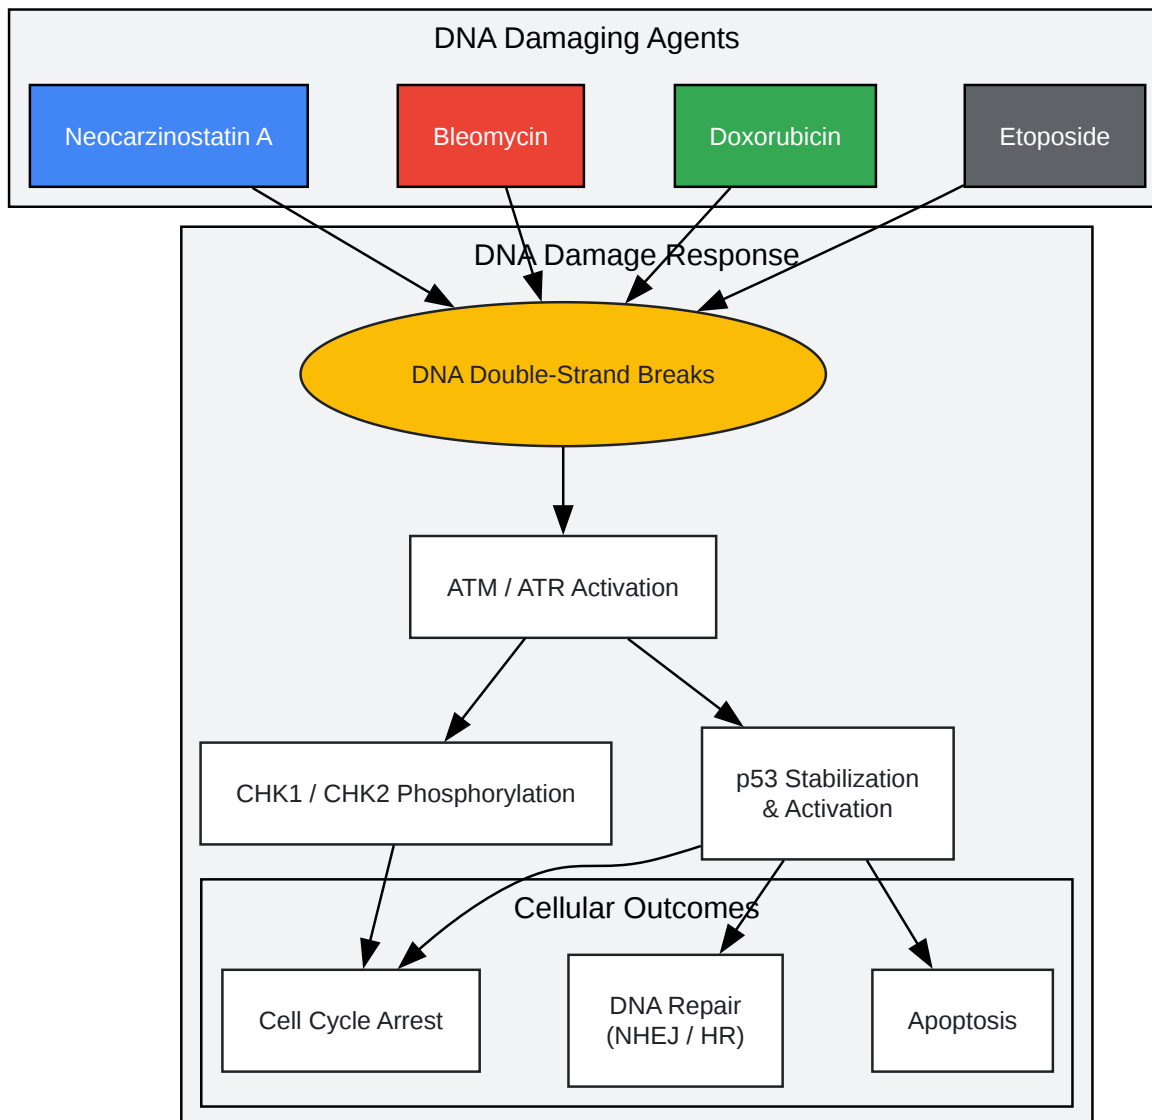 DNA Damaging Agents
Neocarzinostatin A
Bleomycin
Doxorubicin
Etoposide
DNA Damage Response
DNA Double-Strand Breaks
ATM / ATR Activation
CHK1 / CHK2 Phosphorylation
p53 Stabilization
& Activation
Cellular Outcomes
Cell Cycle Arrest
DNA Repair
(NHEJ / HR)
Apoptosis